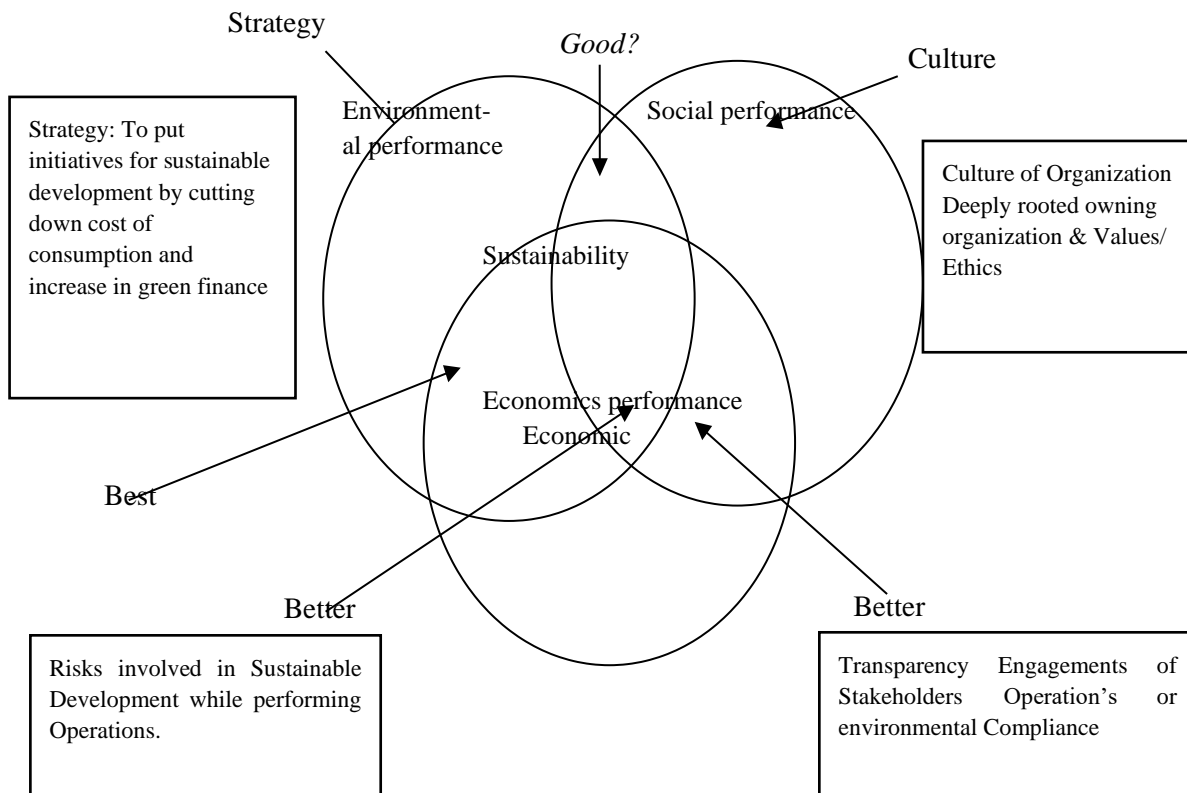 Strategy
Good?
Culture
Environment-
al performance
Social performance
Strategy: To put
initiatives for sustainable
development by cutting
down cost of
consumption and
increase in green finance
Culture of Organization
Deeply rooted owning
organization & Values/
Ethics
Sustainability
Economics performance
Economic
Best
Better
Better
Risks involved in Sustainable
Development while performing
Operations.
Transparency Engagements of
Stakeholders Operation's or
environmental Compliance